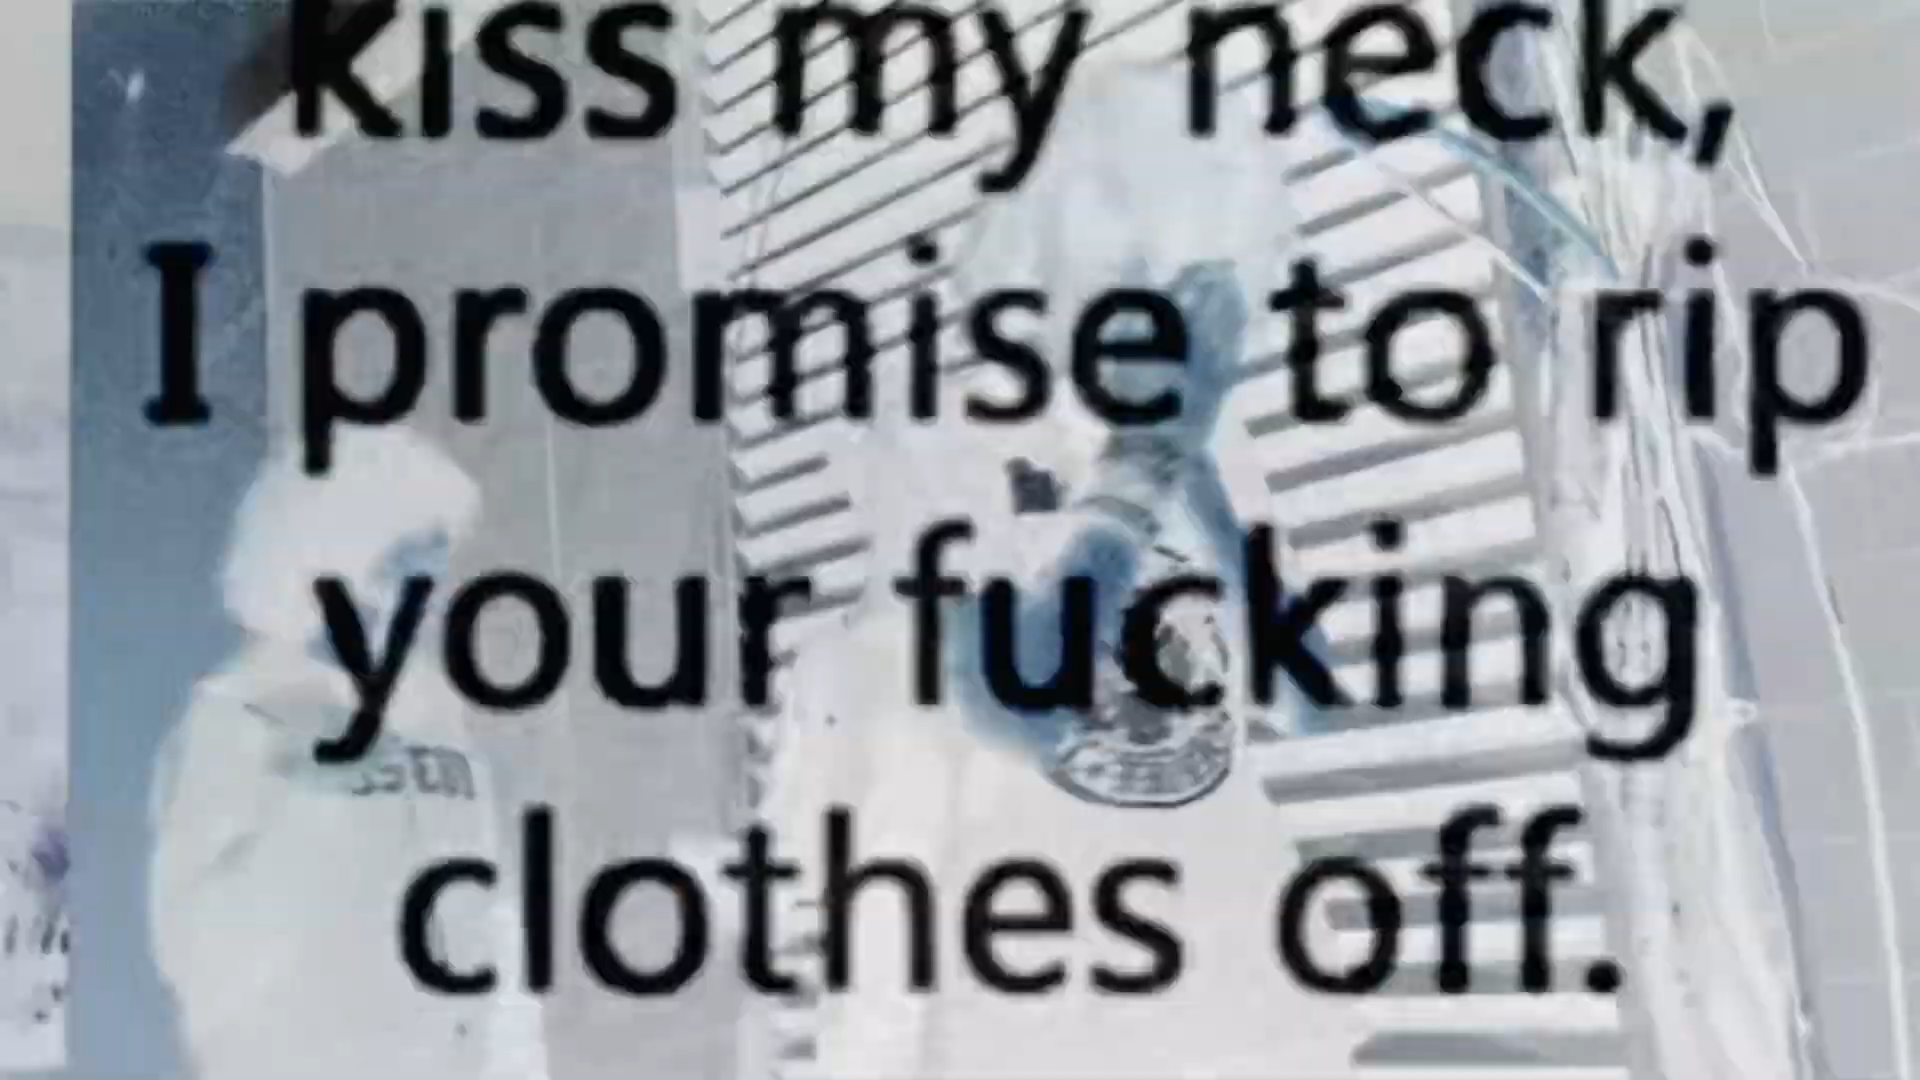 kiss my neck,
I promise to rip
your fucking
clothes off.